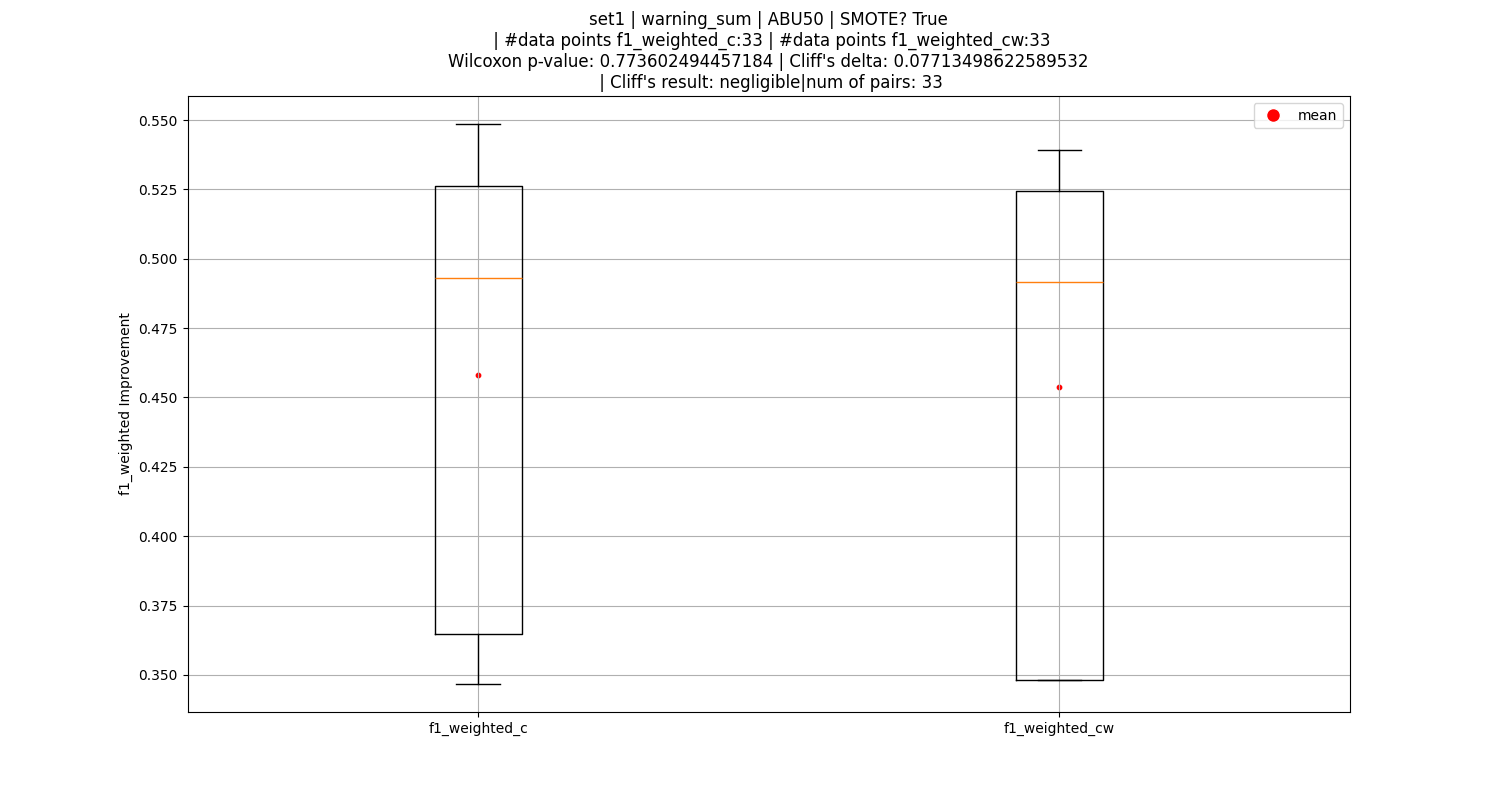 set1 | warning_sum | ABU50 | SMOTE? True
| #data points f1_weighted_c:33 | #data points f1_weighted_cw:33
Wilcoxon p-value: 0.773602494457184 | Cliff's delta: 0.07713498622589532
| Cliff's result: negligible|num of pairs: 33
mean
0.550
0.525
0.500
0.475
0.450
0.425
0.400
0.375
0.350
f1_weighted Improvement
f1_weighted_c
f1_weighted_cw